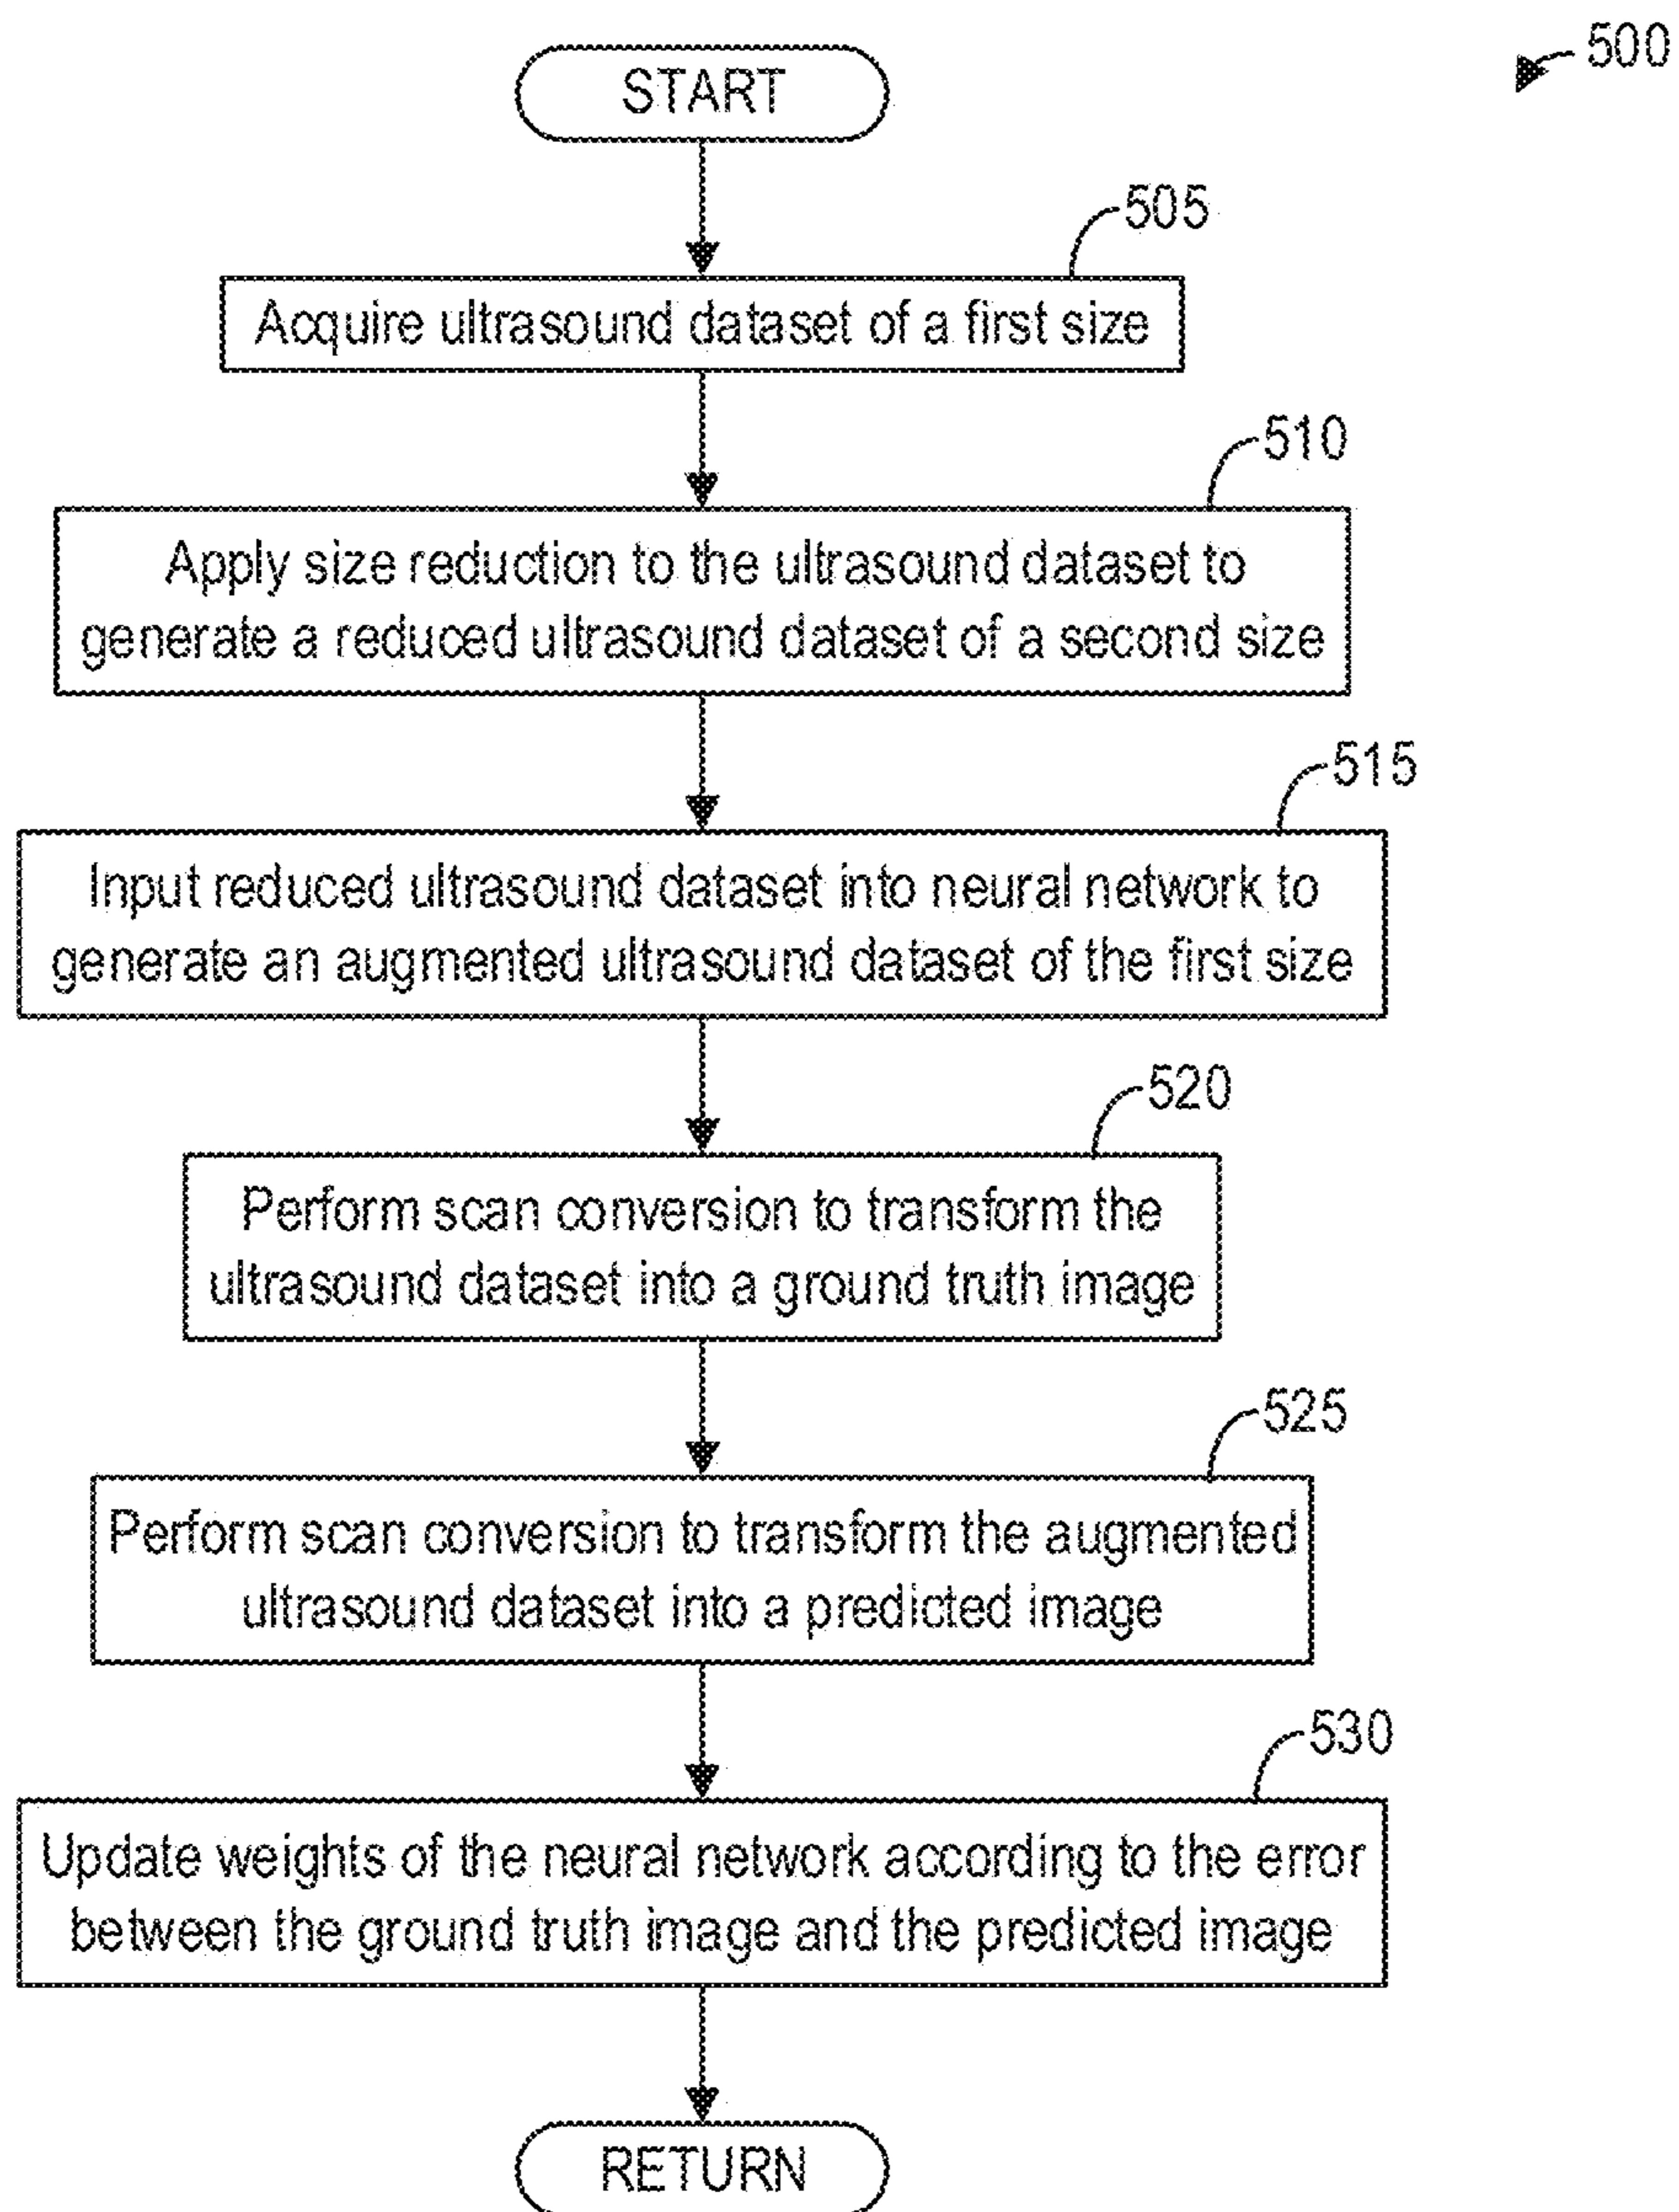 500
START
505
Acquire ultrasound dataset of a first size
510
Apply size reduction to the ultrasound dataset to
generate a reduced ultrasound dataset of a second size
515
Input reduced ultrasound dataset into neural network to
generate an augmented ultrasound dataset of the first size
520
Perform scan conversion to transform the
ultrasound dataset into a ground truth image
525
Perform scan conversion to transform the augmented
ultrasound dataset into a predicted image
530
Update weights of the neural network according to the error
between the ground truth image and the predicted image
RETURN